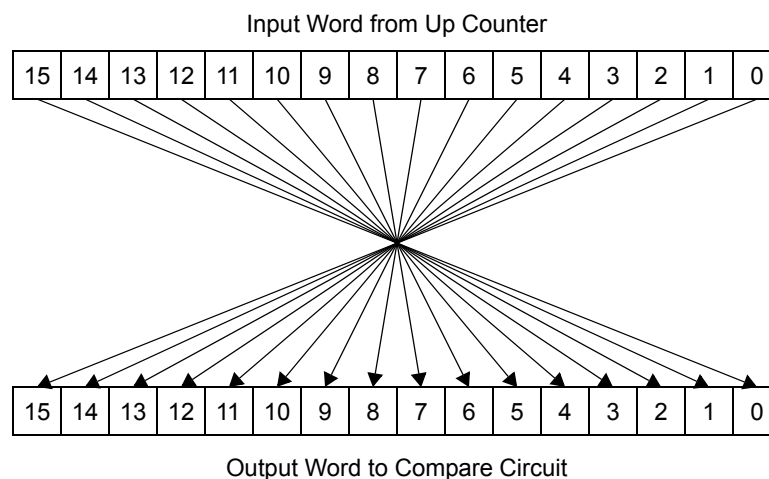 Input Word from Up Counter
15 14 13 12 11 10 9 8 7 6 5 4 3 2 1 0
15 14 13 12 11 10 9 8 7 6 5 4 3 2 1 0
Output Word to Compare Circuit